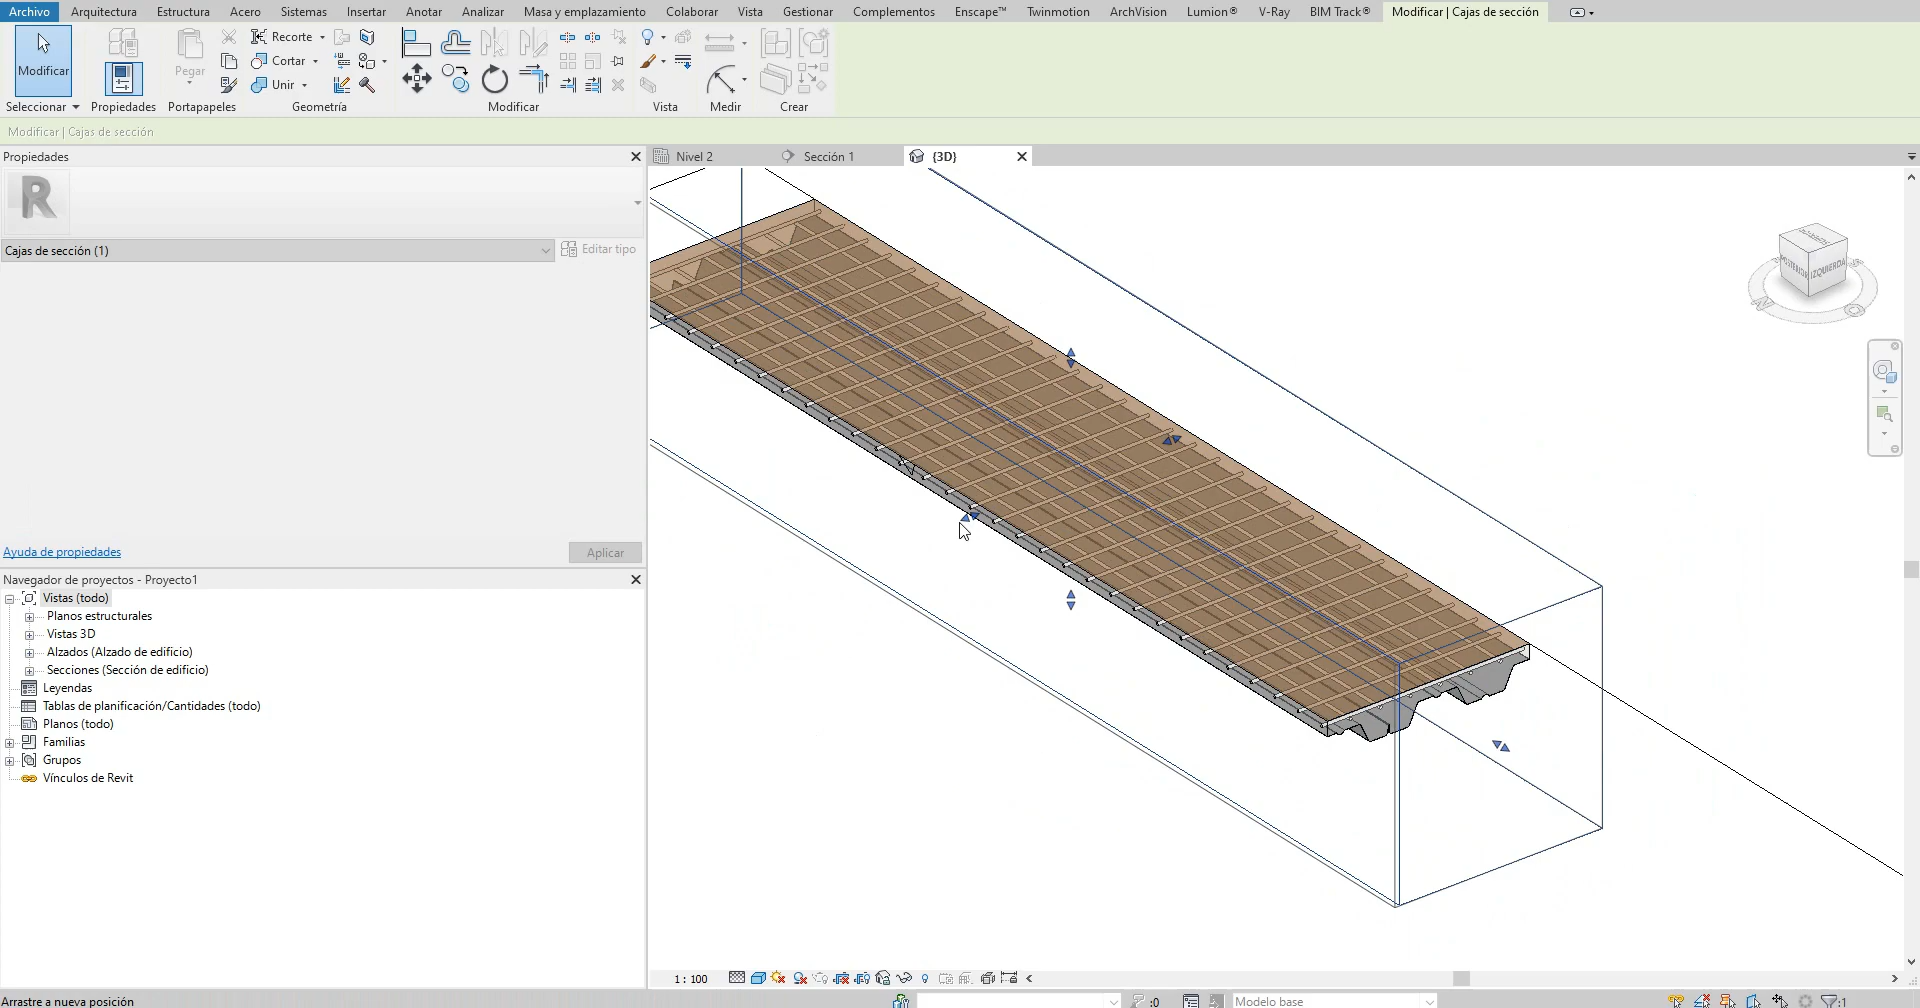 Archivo Arquitectura Estructura Acero Sistemas Insertar Anotar Analizar Masa y emplazamiento Colaborar Vista Gestionar Complementos Enscape™ Twinmotion ArchVision Lumion® V-Ray BIM Track® Modificar | Cajas de sección
Recorte
Pegar
Cortar
Modificar
Unir
Seleccionar Propiedades Portapapeles Geometría Modificar Vista Medir Crear
Modificar | Cajas de sección
Propiedades
Nivel 2 Sección 1 {3D}
R
Cajas de sección (1) Editar tipo
IZQUIERDA
Ayuda de propiedades Aplicar
Navegador de proyectos - Proyecto1
Vistas (todo)
Planos estructurales
Vistas 3D
Alzados (Alzado de edificio)
Secciones (Sección de edificio)
Leyendas
Tablas de planificación/Cantidades (todo)
Planos (todo)
Familias
Grupos
Vínculos de Revit
1 : 100
Arrastre a nueva posición :0 Modelo base :1